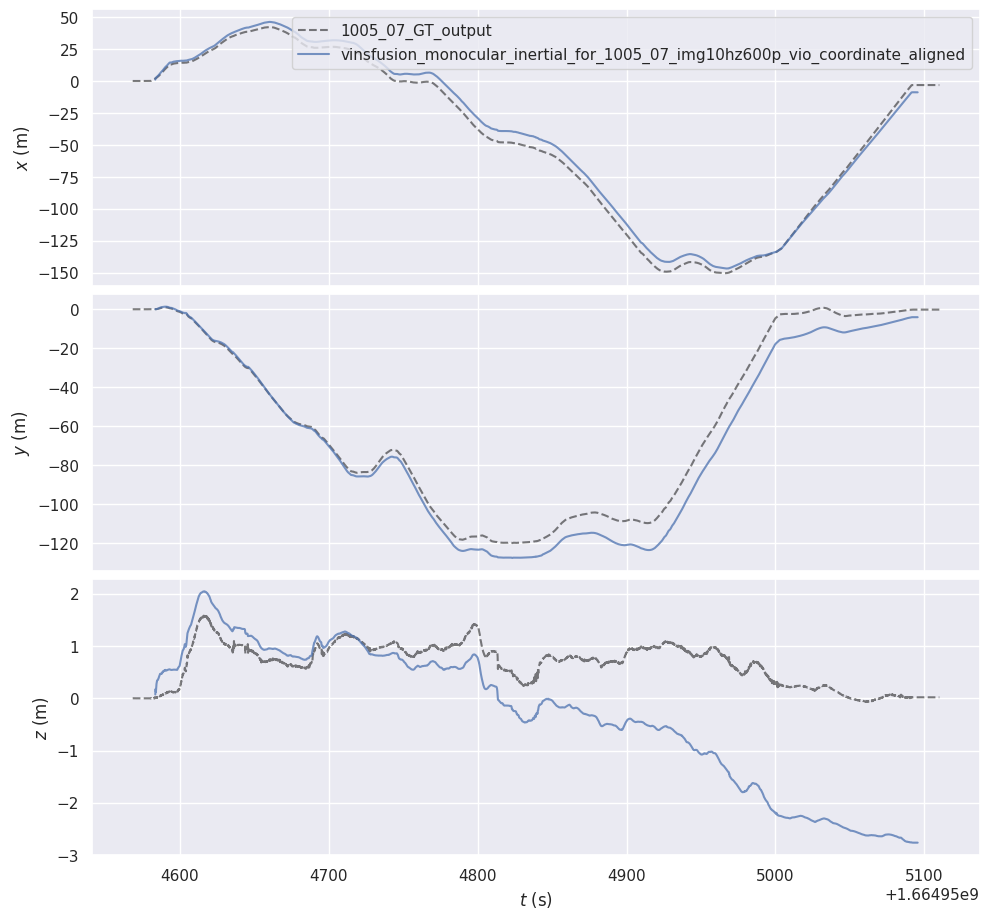 50
25
0
−25
−50
−75
−100
−125
−150
x (m)
1005_07_GT_output
vinsfusion_monocular_inertial_for_1005_07_img10hz600p_vio_coordinate_aligned
0
−20
−40
−60
−80
−100
−120
y (m)
2
1
0
−1
−2
−3
z (m)
4600 4700 4800 4900 5000 5100
t (s)
+1.66495e9